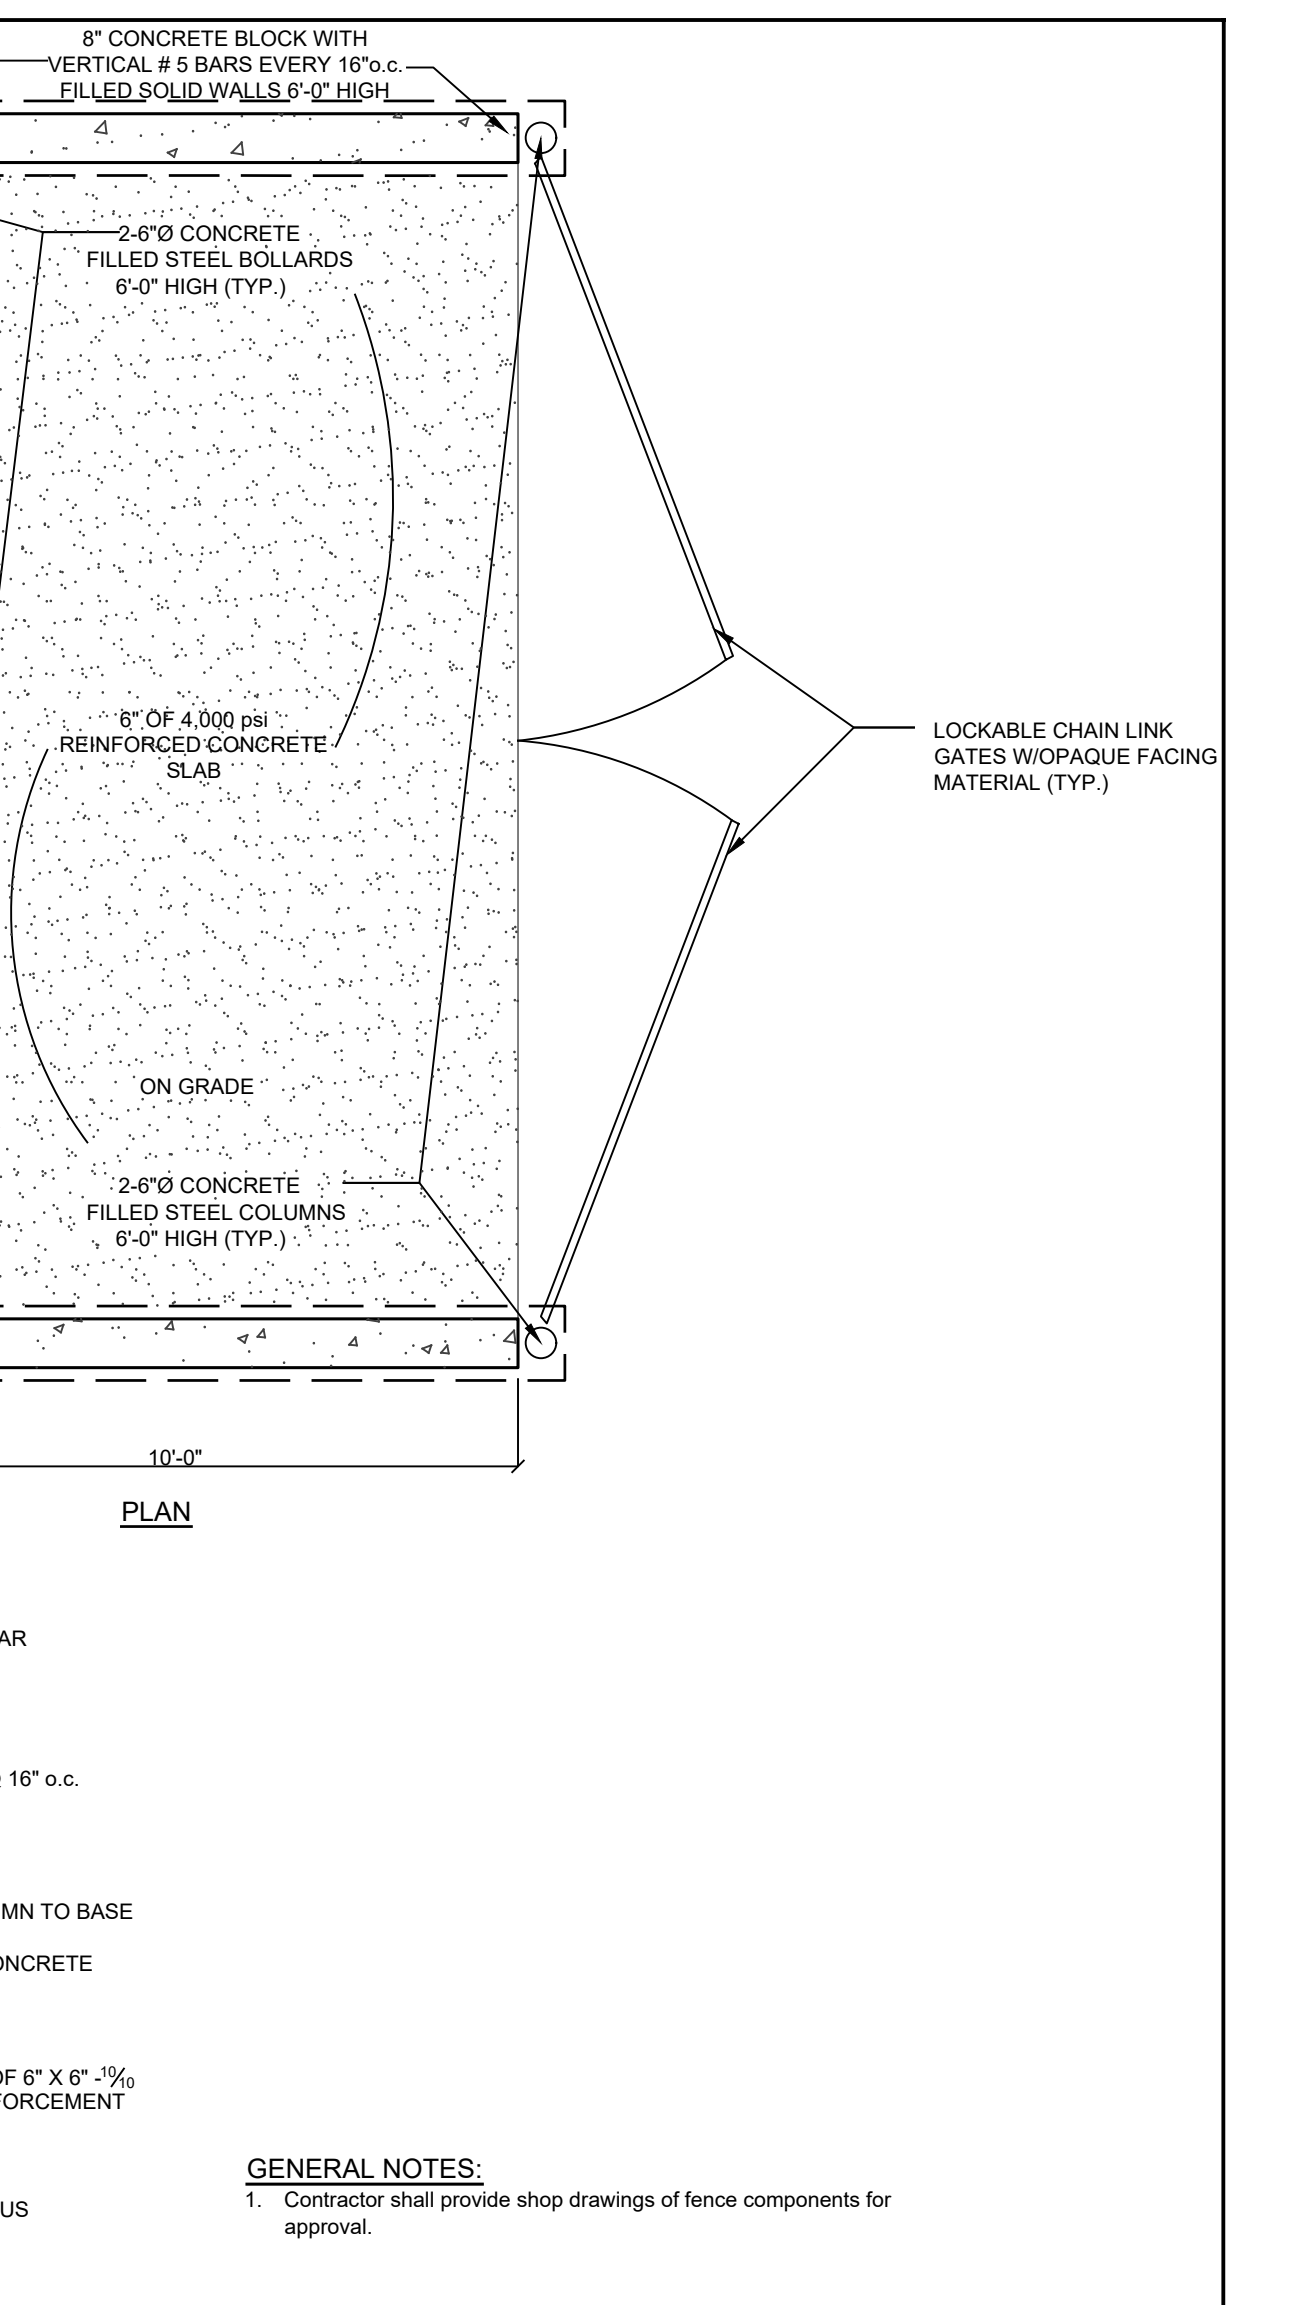 8" CONCRETE BLOCK WITH
VERTICAL # 5 BARS EVERY 16"o.c.
FILLED SOLID WALLS 6'-0" HIGH
2-6"Ø CONCRETE
FILLED STEEL BOLLARDS
6'-0" HIGH (TYP.)
6" OF 4,000 psi
REINFORCED CONCRETE
SLAB
LOCKABLE CHAIN LINK
GATES W/OPAQUE FACING
MATERIAL (TYP.)
ON GRADE
2-6"Ø CONCRETE
FILLED STEEL COLUMNS
6'-0" HIGH (TYP.)
10'-0"
PLAN
AR
16" o.c.
MN TO BASE
ONCRETE
OF 6" X 6" -10/10
FORCEMENT
US
GENERAL NOTES:
1. Contractor shall provide shop drawings of fence components for
approval.